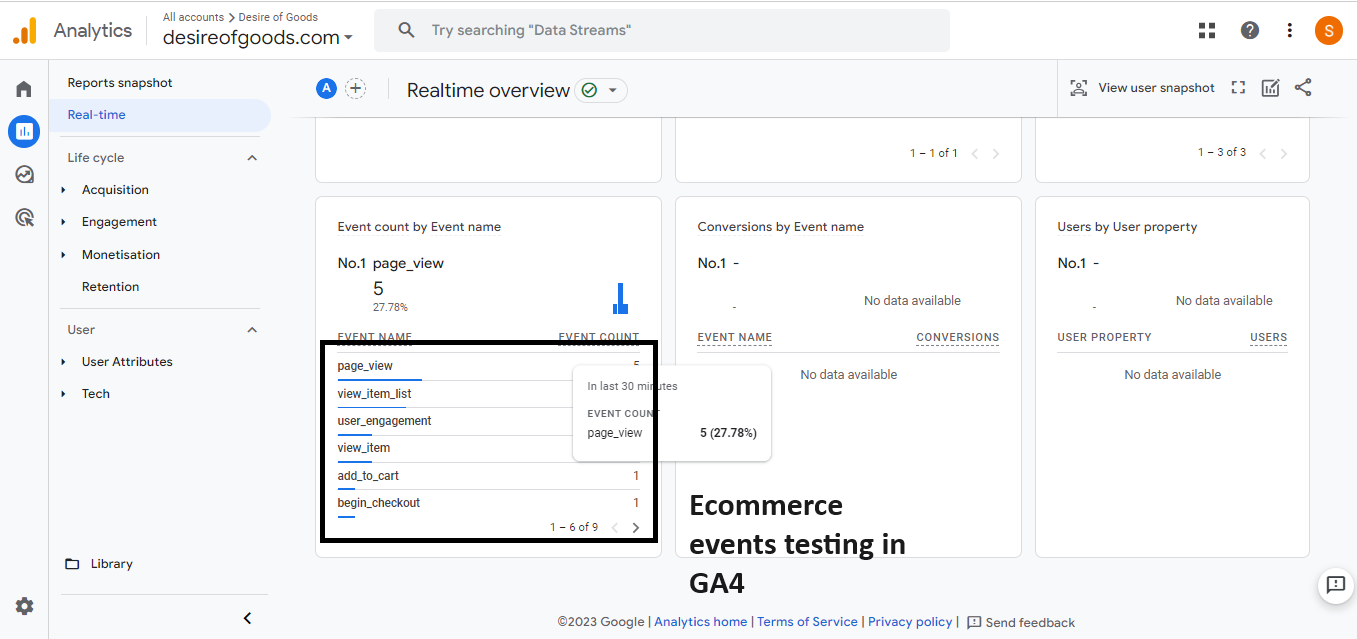 Analytics
All accounts > Desire of Goods
desireofgoods.com
Try searching "Data Streams"
S
Reports snapshot
Real-time
Life cycle
Acquisition
Engagement
Monetisation
Retention
User
User Attributes
Tech
Library
A
Realtime overview
View user snapshot
1 – 1 of 1
1 – 3 of 3
Event count by Event name
No.1 page_view
5
27.78%
EVENT NAME EVENT COUNT
page_view 5
view_item_list
user_engagement
view_item
add_to_cart 1
begin_checkout 1
1 – 6 of 9
In last 30 minutes
EVENT COUNT
page_view 5 (27.78%)
Conversions by Event name
No.1 -
- No data available
EVENT NAME CONVERSIONS
No data available
Users by User property
No.1 -
- No data available
USER PROPERTY USERS
No data available
Ecommerce
events testing in
GA4
©2023 Google | Analytics home | Terms of Service | Privacy policy | Send feedback